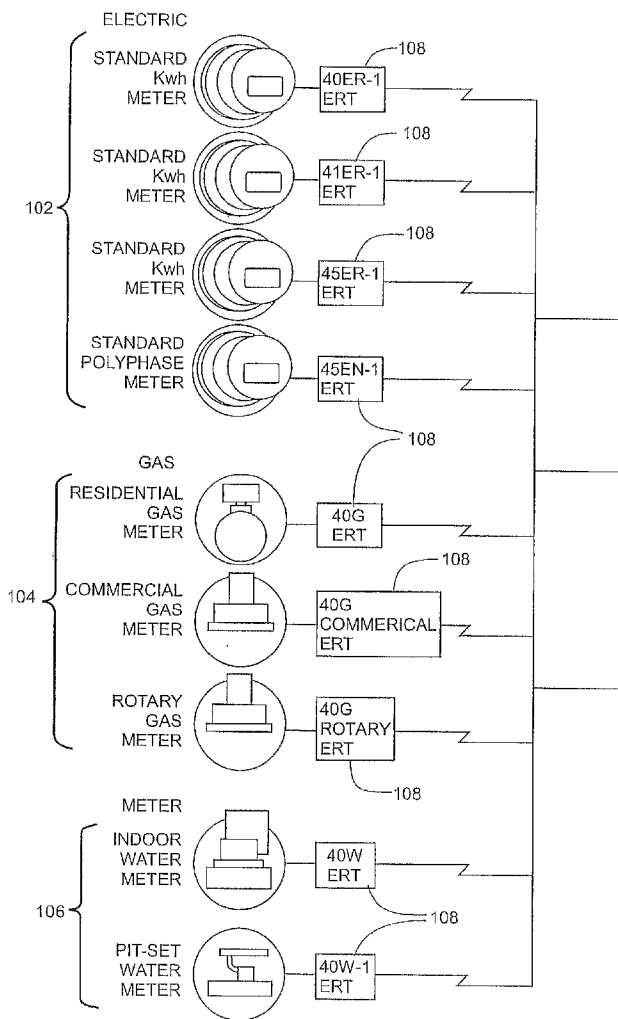 ELECTRIC
STANDARD
Kwh
METER
40ER-1
ERT
108
STANDARD
Kwh
METER
41ER-1
ERT
108
102
STANDARD
Kwh
METER
45ER-1
ERT
108
STANDARD
POLYPHASE
METER
45EN-1
ERT
108
GAS
RESIDENTIAL
GAS
METER
40G
ERT
104
COMMERCIAL
GAS
METER
40G
COMMERICAL
ERT
108
ROTARY
GAS
METER
40G
ROTARY
ERT
108
METER
INDOOR
WATER
METER
40W
ERT
106
108
PIT-SET
WATER
METER
40W-1
ERT